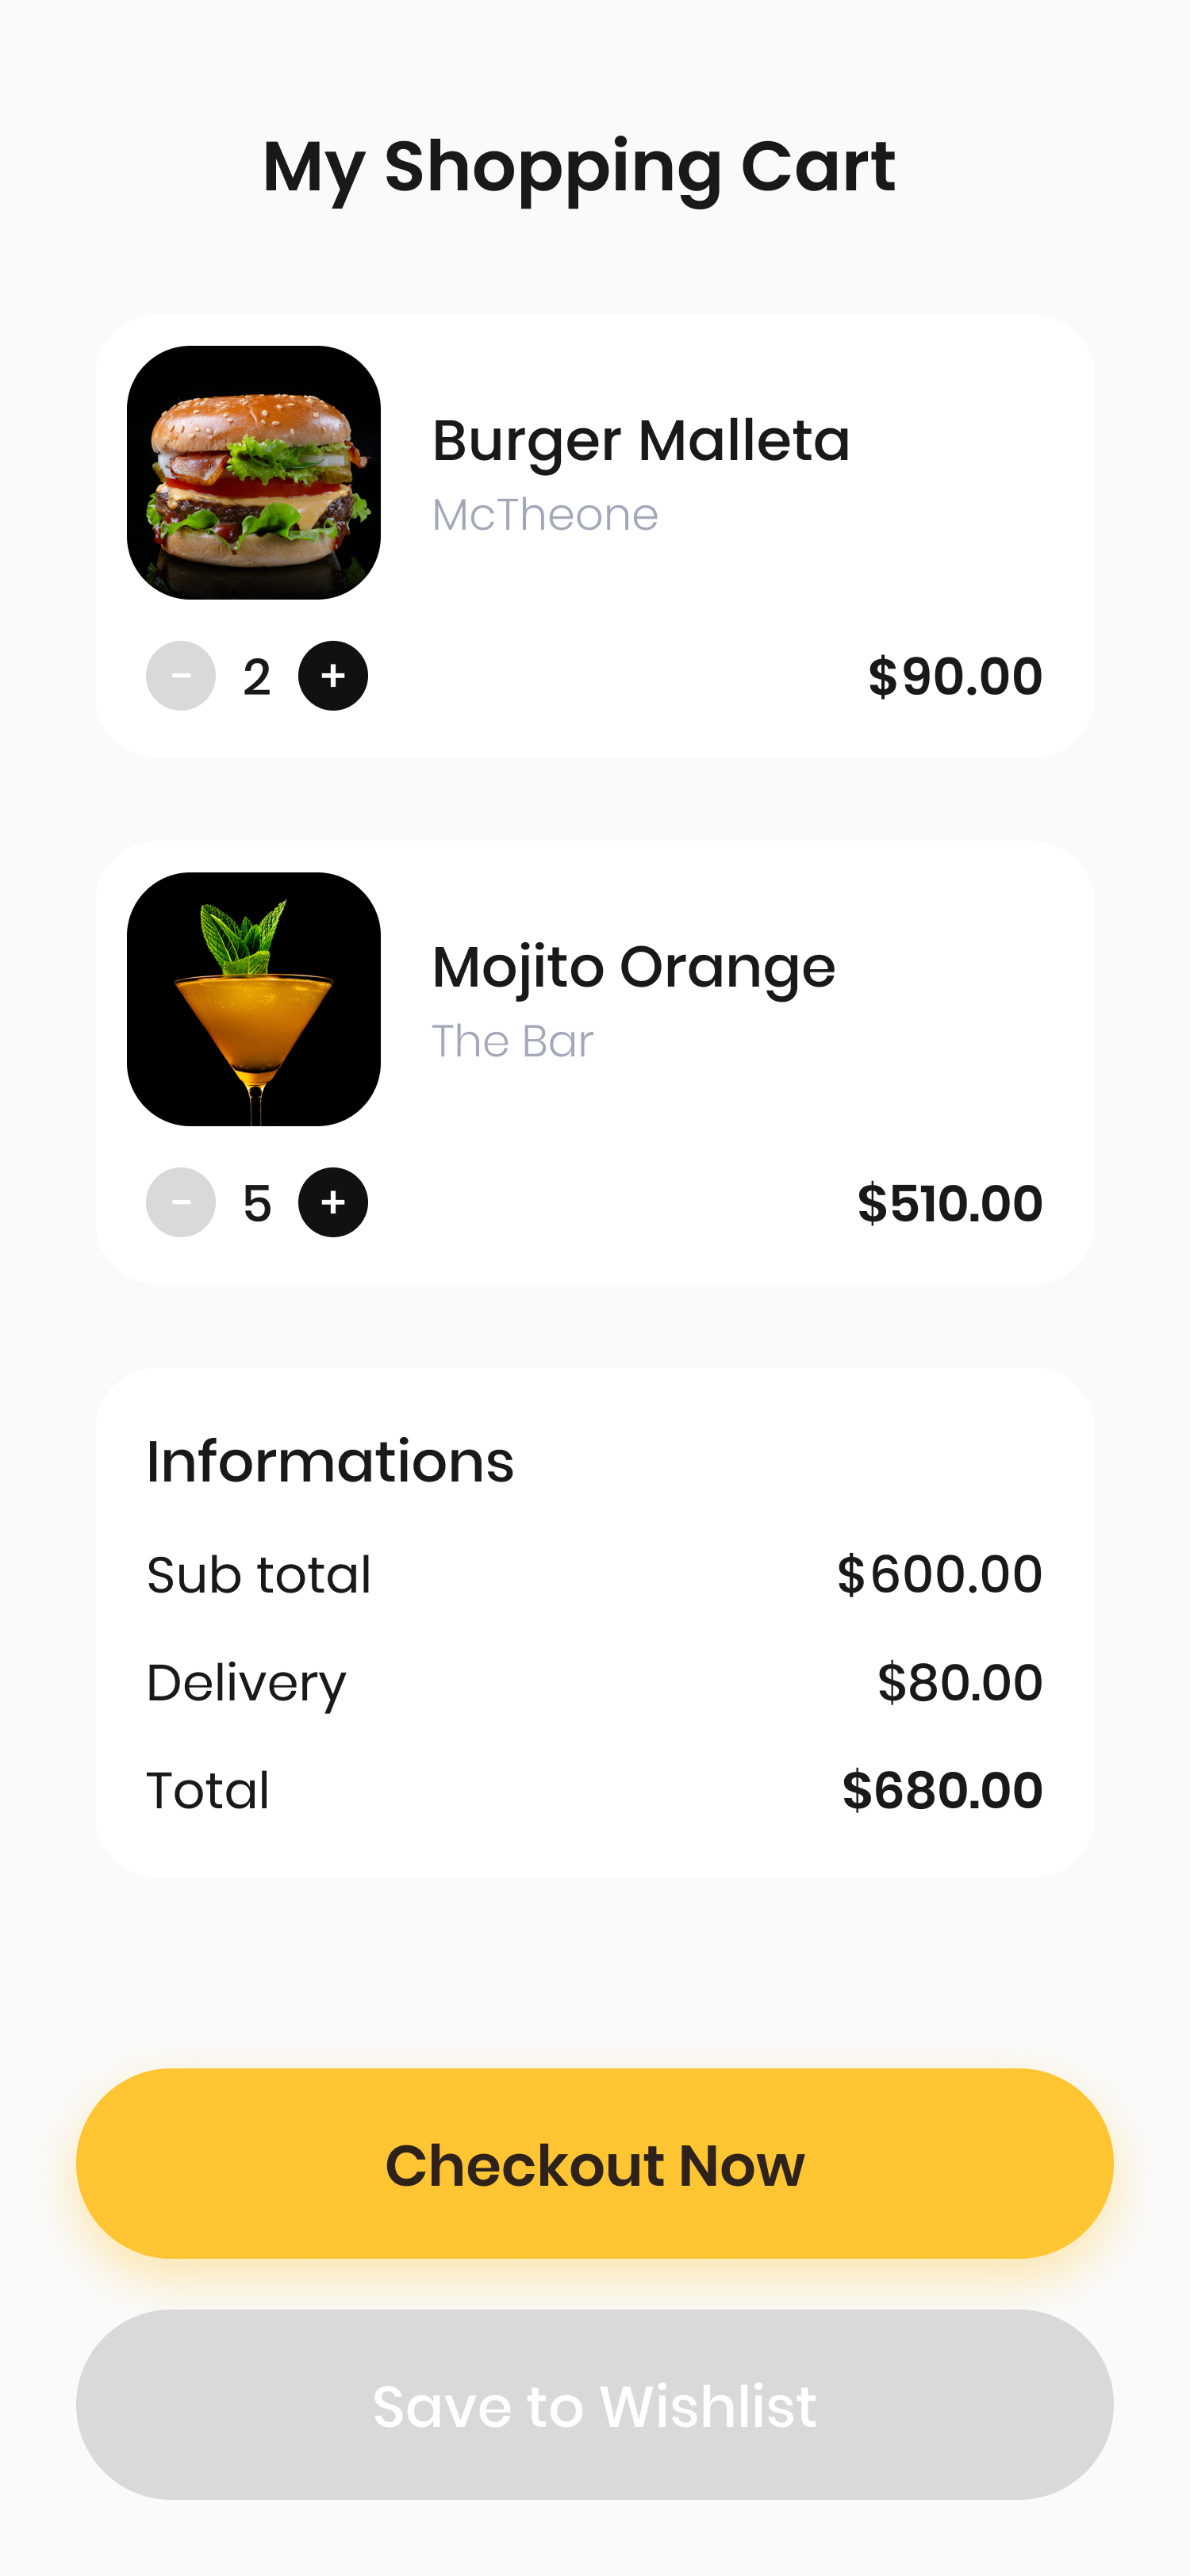 My Shopping Cart
Burger Malleta
McTheone
- 2 +
$90.00
Mojito Orange
The Bar
- 5 +
$510.00
Informations
Sub total $600.00
Delivery $80.00
Total $680.00
Checkout Now
Save to Wishlist